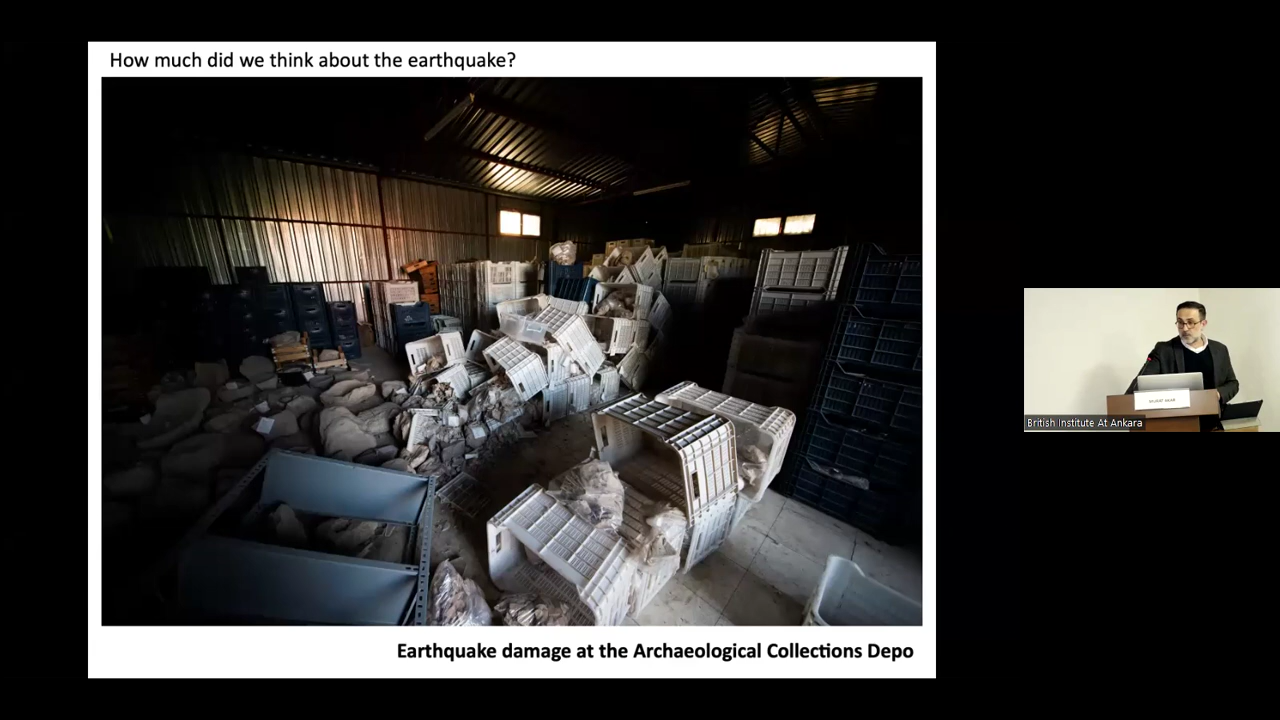 How much did we think about the earthquake?
Earthquake damage at the Archaeological Collections Depo
British Institute At Ankara